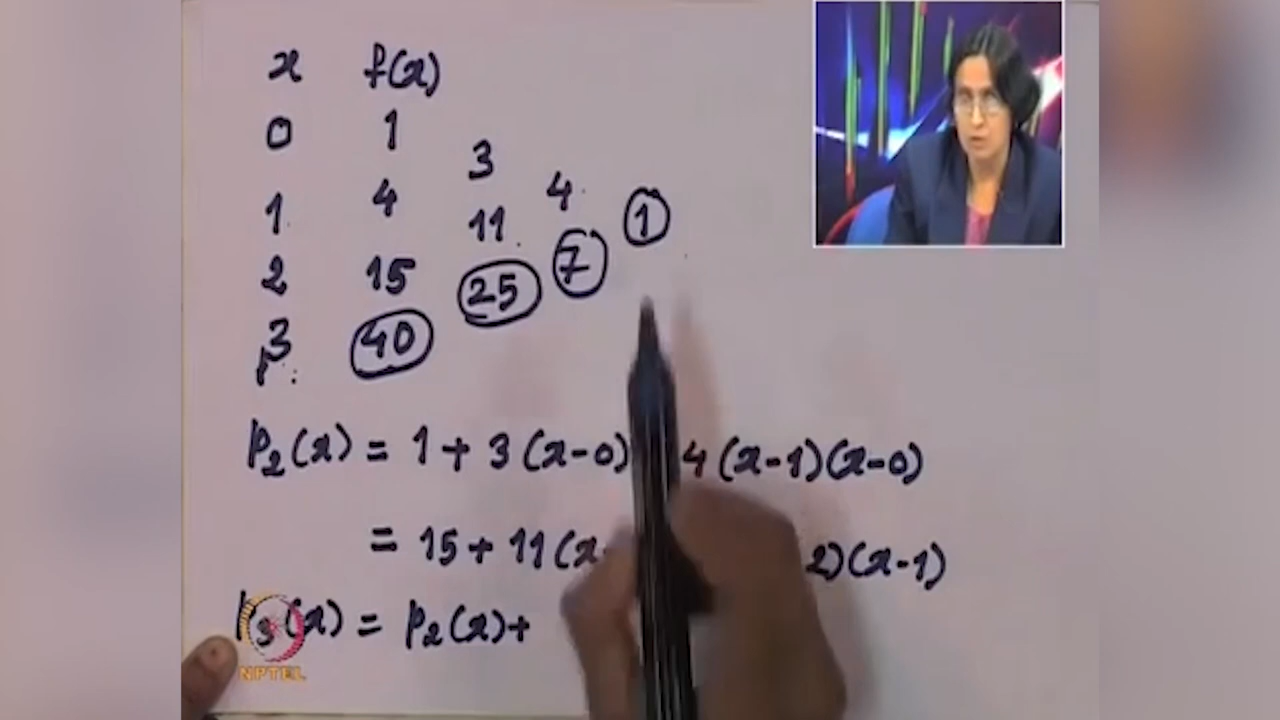 x f(x)
0 1
3
1 4 4
11 1
2 15 7
25
3 40
P2(x) = 1 + 3(x-0) 4(x-1)(x-0)
= 15 + 11(x- 2)(x-1)
P3(x) = P2(x)+
NPTEL